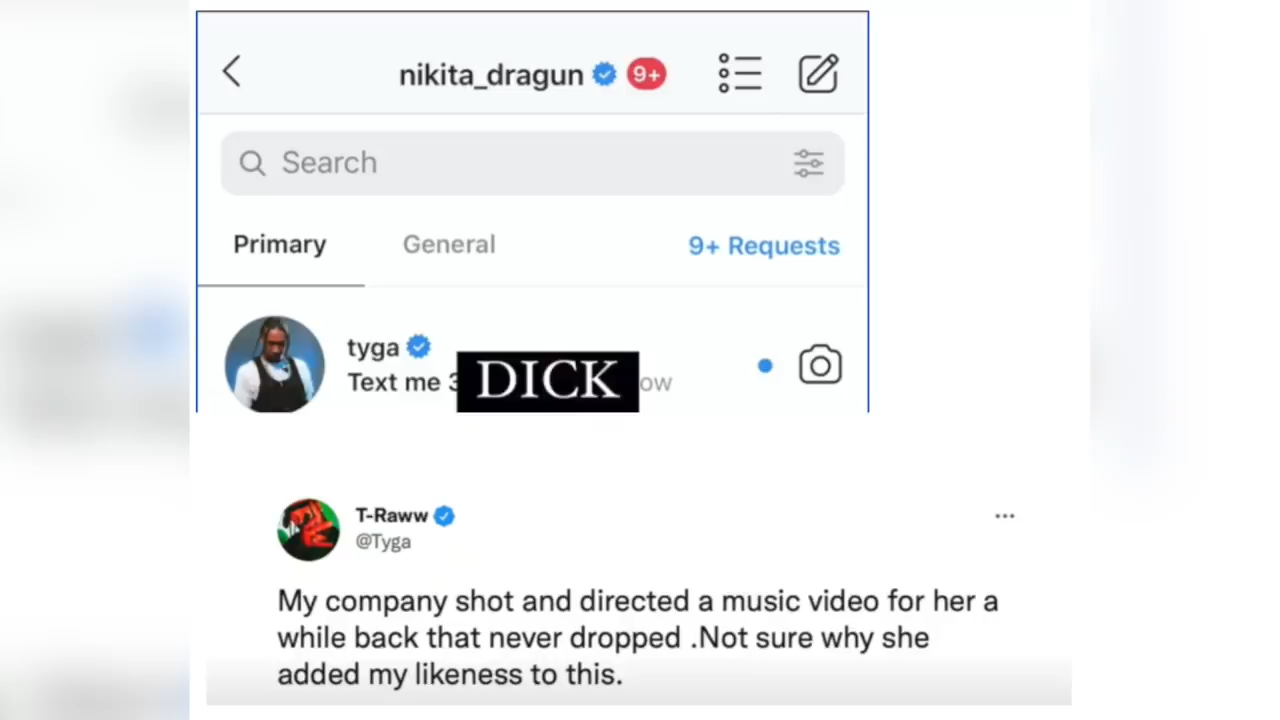 nikita_dragun 9+
Search
Primary General 9+ Requests
tyga
Text me 3 DICK ow
T-Raww
@Tyga
My company shot and directed a music video for her a
while back that never dropped .Not sure why she
added my likeness to this.